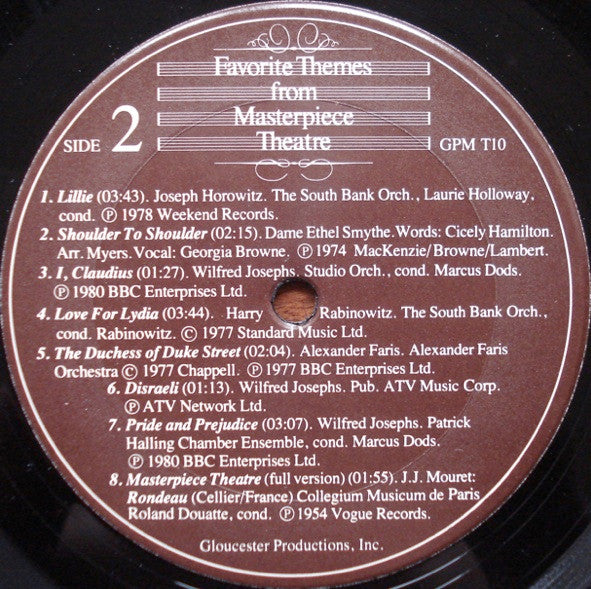 Favorite Themes
from
Masterpiece
Theatre
SIDE 2
GPM T10
1. Lillie (03:43). Joseph Horowitz. The South Bank Orch., Laurie Holloway,
cond. Ⓟ 1978 Weekend Records.
2. Shoulder To Shoulder (02:15). Dame Ethel Smythe. Words: Cicely Hamilton.
Arr. Myers. Vocal: Georgia Browne. Ⓟ 1974 MacKenzie/Browne/Lambert.
3. I, Claudius (01:27). Wilfred Josephs. Studio Orch., cond. Marcus Dods.
Ⓟ 1980 BBC Enterprises Ltd.
4. Love For Lydia (03:44). Harry Rabinowitz. The South Bank Orch.,
cond. Rabinowitz. © 1977 Standard Music Ltd.
5. The Duchess of Duke Street (02:04). Alexander Faris. Alexander Faris
Orchestra © 1977 Chappell. Ⓟ 1977 BBC Enterprises Ltd.
6. Disraeli (01:13). Wilfred Josephs. Pub. ATV Music Corp.
Ⓟ ATV Network Ltd.
7. Pride and Prejudice (03:07). Wilfred Josephs. Patrick
Halling Chamber Ensemble, cond. Marcus Dods.
Ⓟ 1980 BBC Enterprises Ltd.
8. Masterpiece Theatre (full version) (01:55). J.J. Mouret:
Rondeau (Cellier/France) Collegium Musicum de Paris
Roland Douatte, cond. Ⓟ 1954 Vogue Records.
Gloucester Productions, Inc.